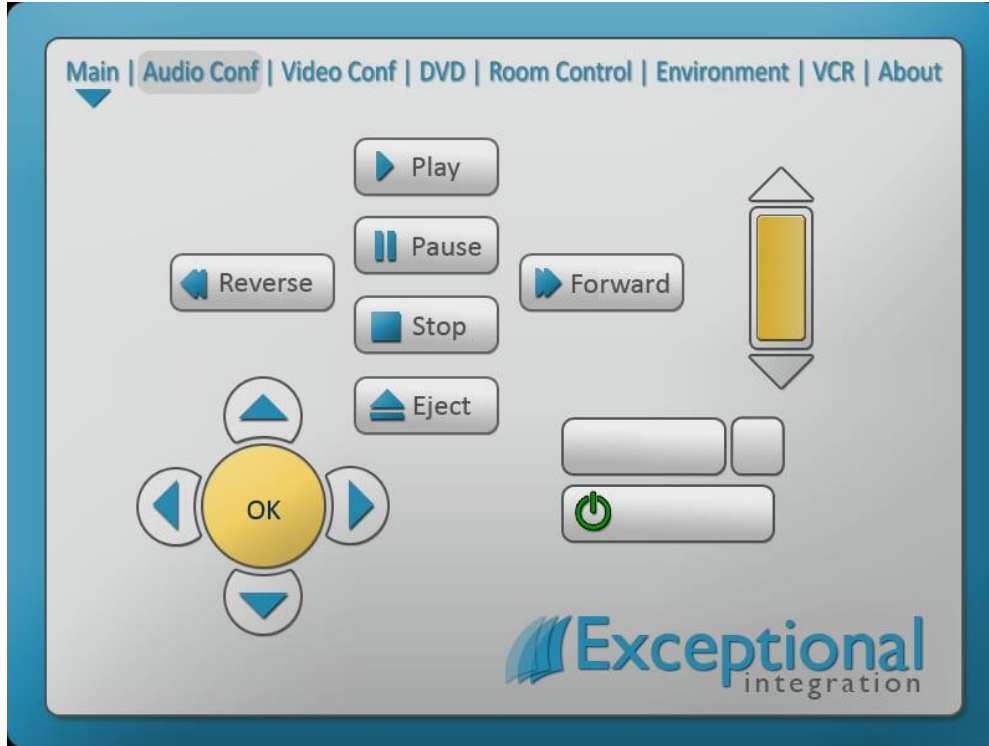 Main | Audio Conf | Video Conf | DVD | Room Control | Environment | VCR | About
Play
Pause
Reverse
Forward
Stop
Eject
OK
Exceptional
integration